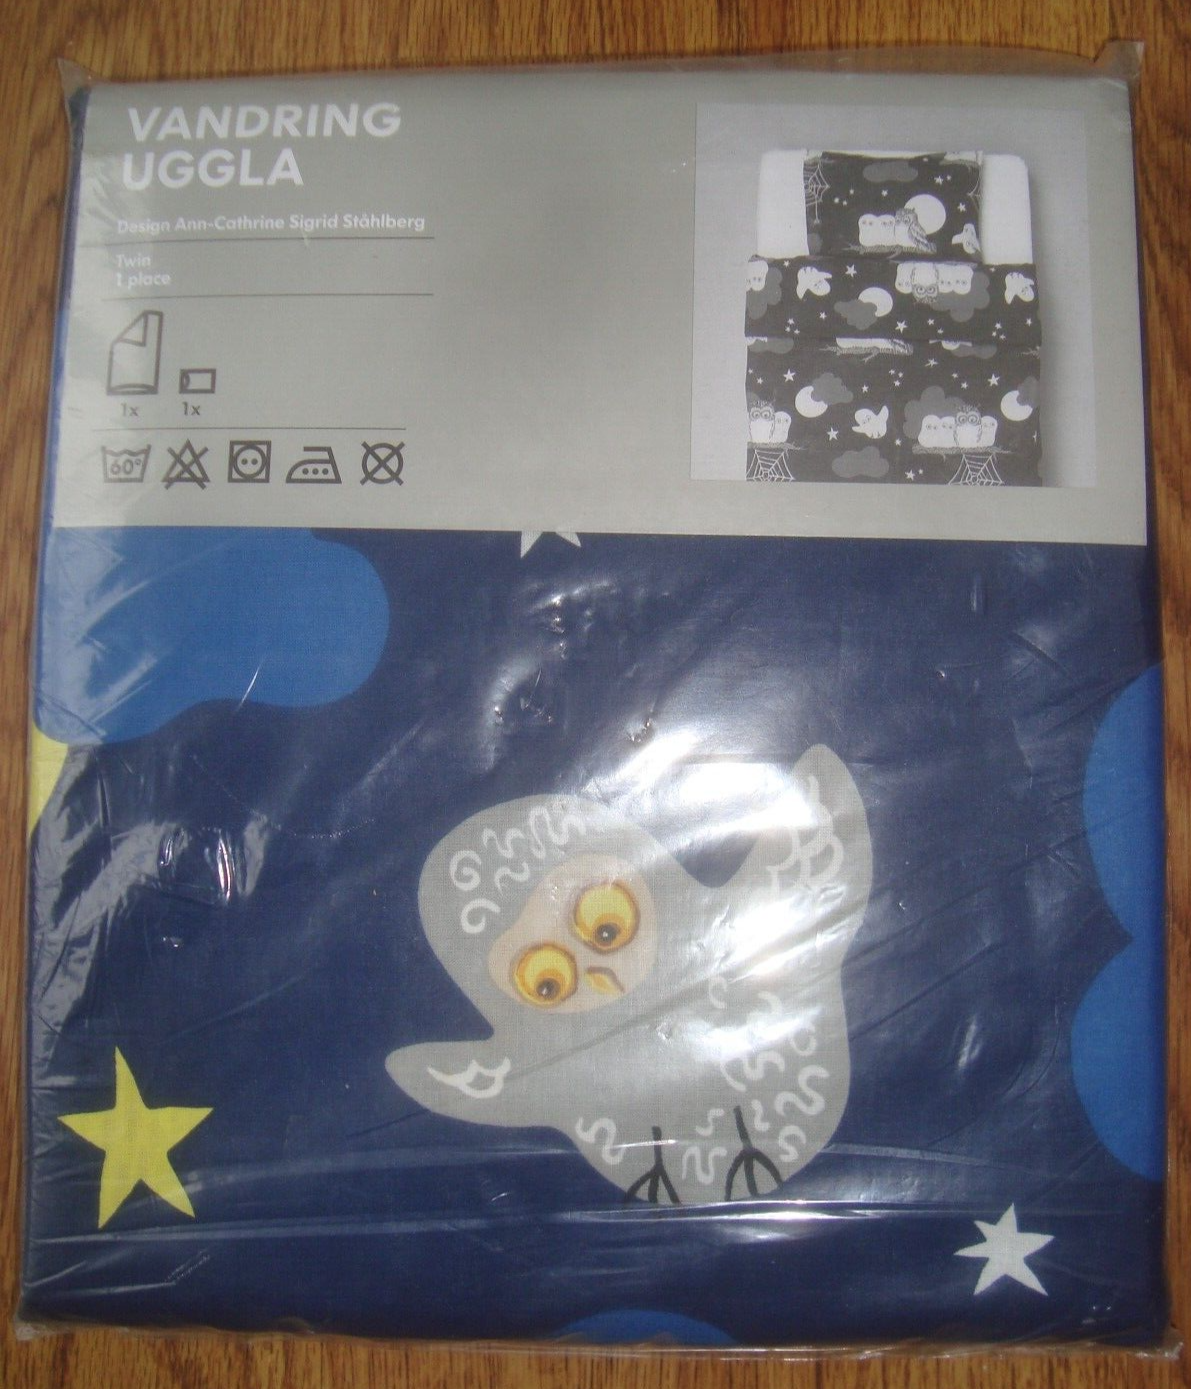 VANDRING
UGGLA
Design Ann-Cathrine Sigrid Ståhlberg
Twin
1 place
1x 1x
60°